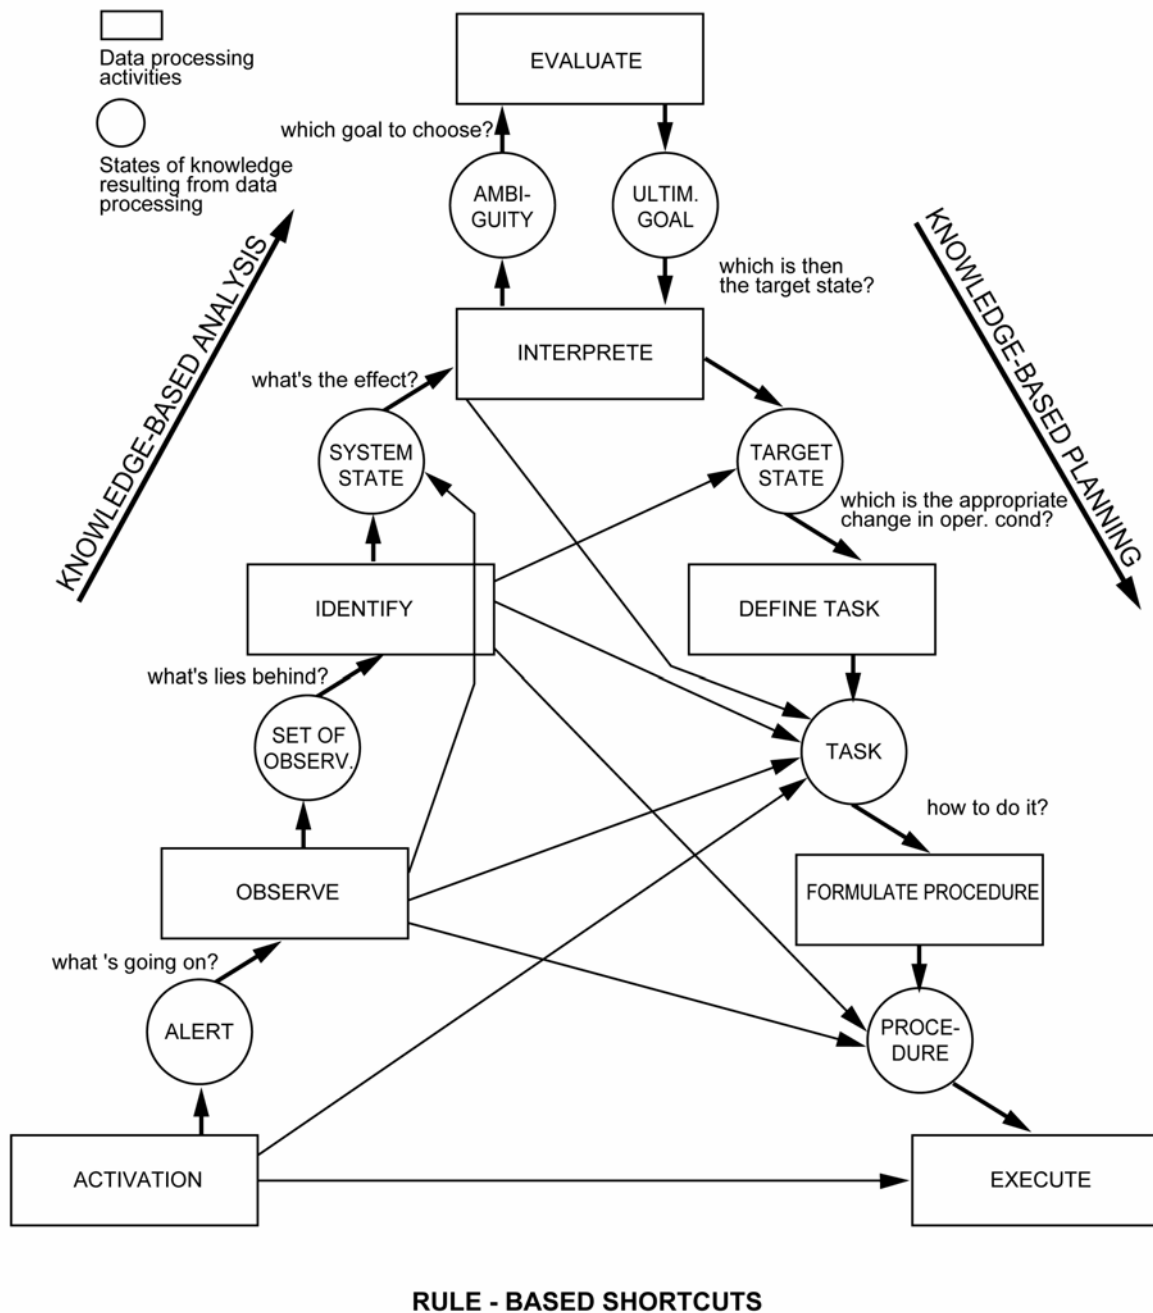 Data processing
activities
States of knowledge
resulting from data
processing
EVALUATE
which goal to choose?
AMBI-
GUITY
ULTIM.
GOAL
KNOWLEDGE-BASED ANALYSIS
KNOWLEDGE-BASED PLANNING
which is then
the target state?
INTERPRETE
what's the effect?
SYSTEM
STATE
TARGET
STATE
which is the appropriate
change in oper. cond?
IDENTIFY
DEFINE TASK
what's lies behind?
SET OF
OBSERV.
TASK
how to do it?
OBSERVE
FORMULATE PROCEDURE
what 's going on?
ALERT
PROCE-
DURE
ACTIVATION
EXECUTE
RULE - BASED SHORTCUTS